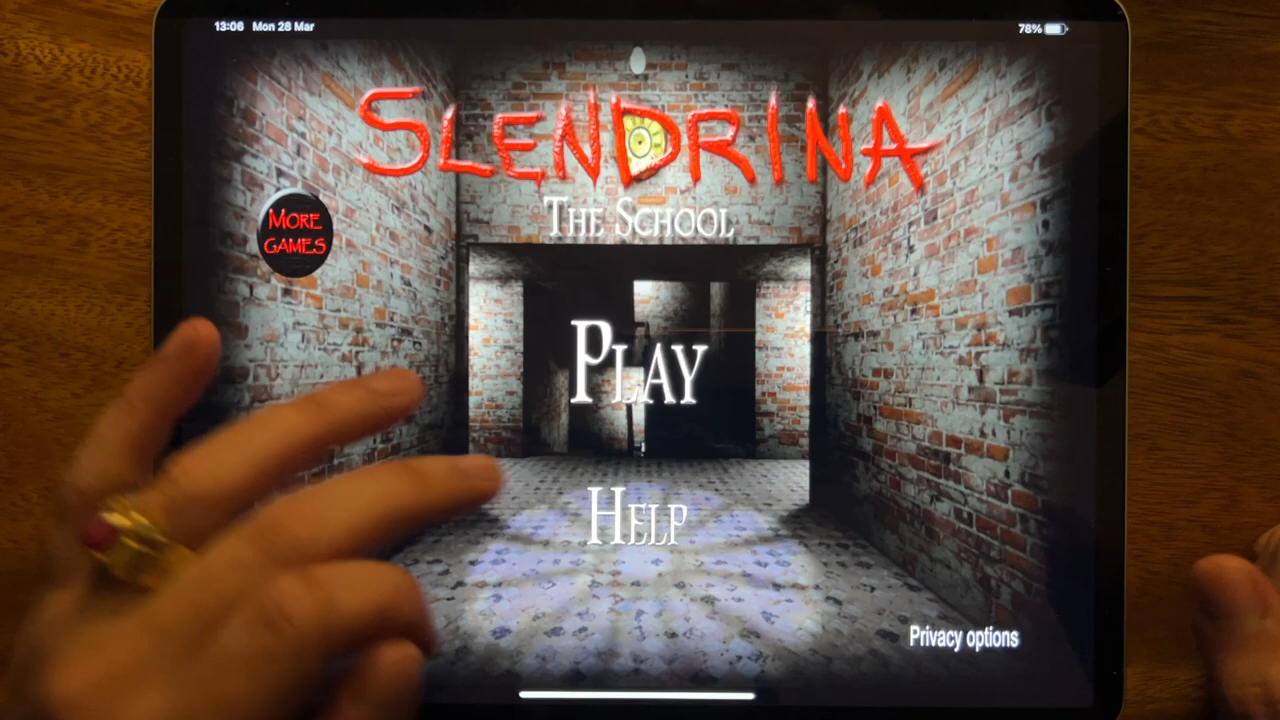 13:06 Mon 28 Mar
78%
SLENDRINA
THE SCHOOL
MORE
GAMES
PLAY
HELP
Privacy options